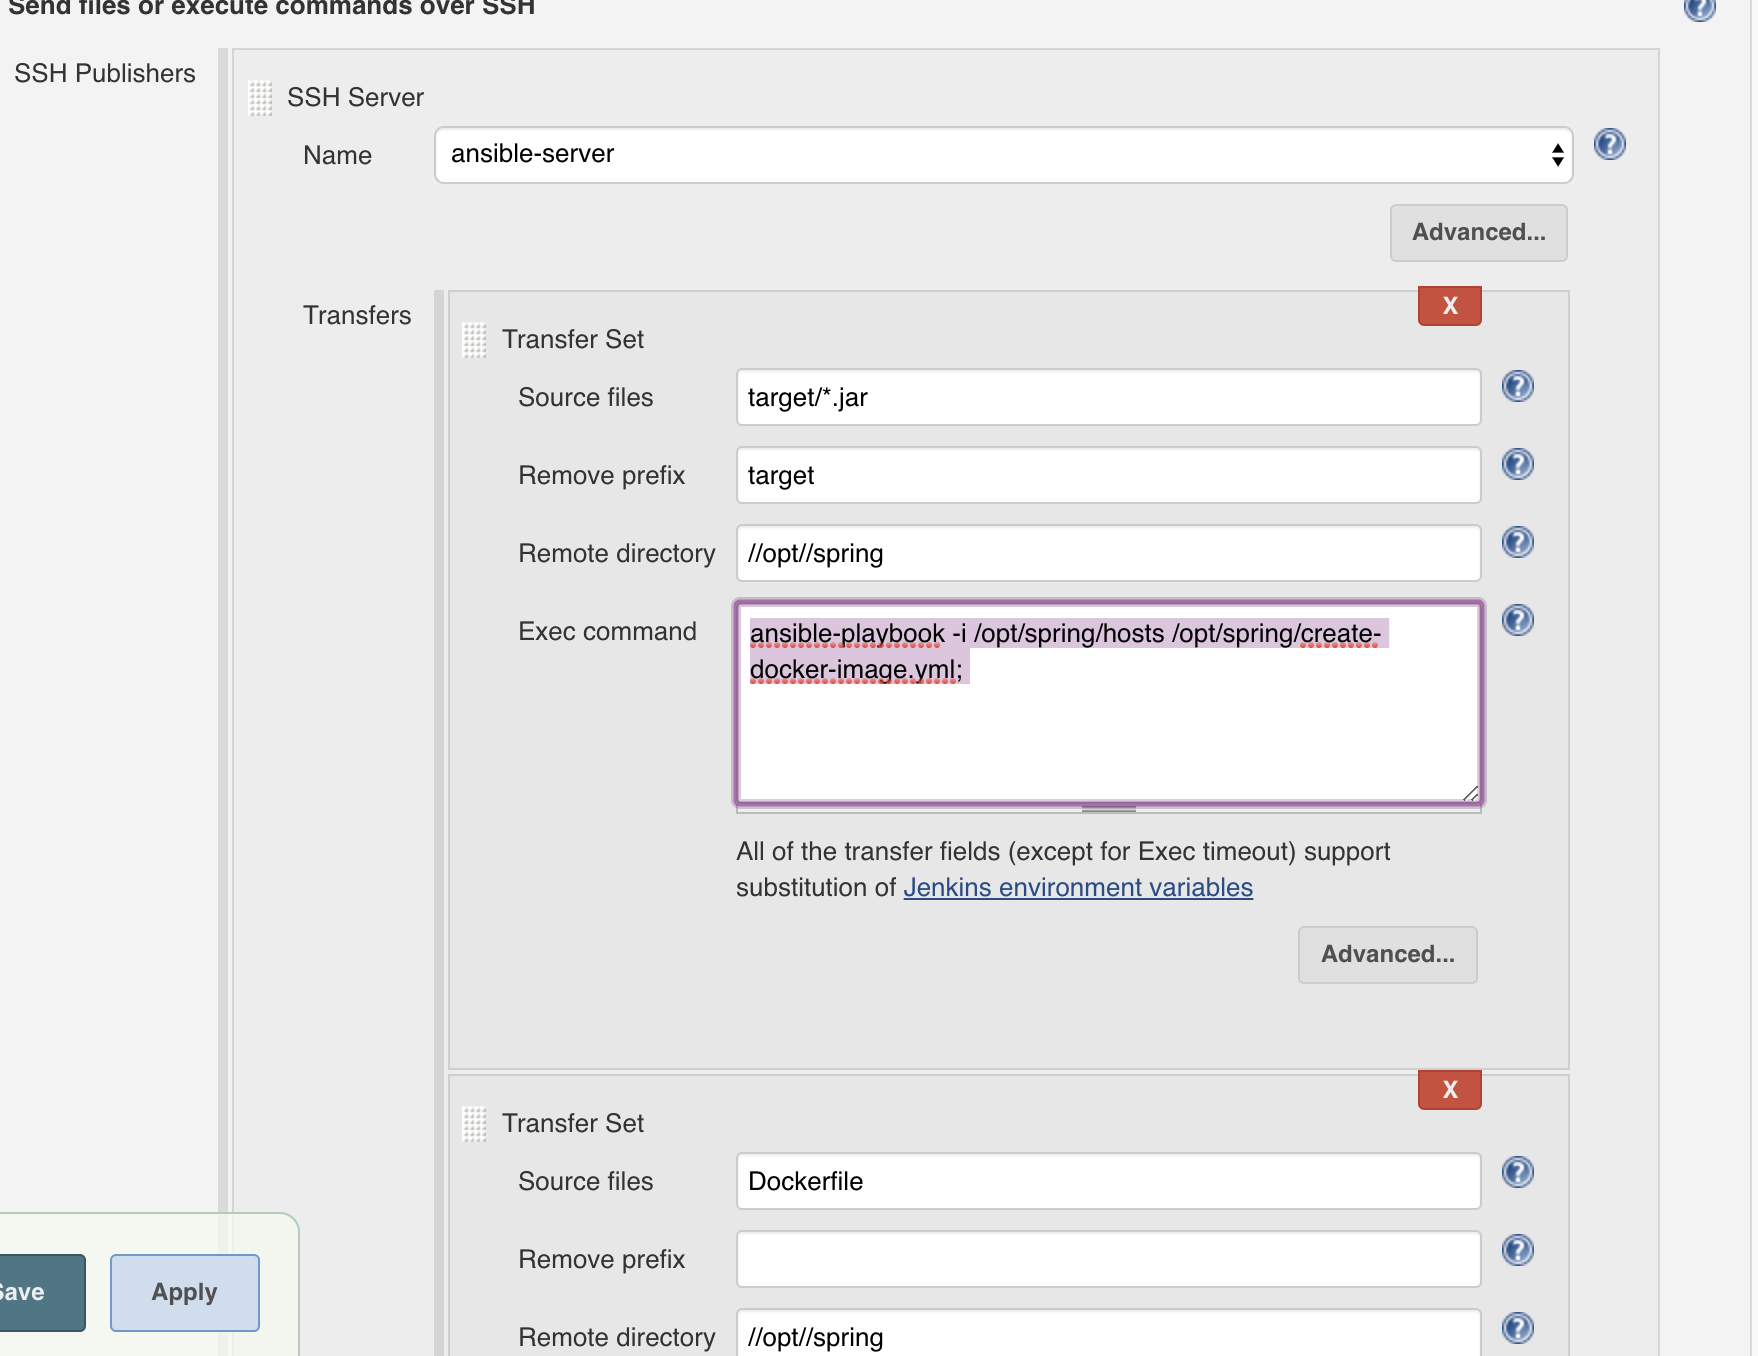 Send files or execute commands over SSH
SSH Publishers
SSH Server
Name
ansible-server
Advanced...
Transfers
X
Transfer Set
Source files
target/*.jar
Remove prefix
target
Remote directory
//opt//spring
Exec command
ansible-playbook -i /opt/spring/hosts /opt/spring/create-
docker-image.yml;
All of the transfer fields (except for Exec timeout) support
substitution of Jenkins environment variables
Advanced...
X
Transfer Set
Source files
Dockerfile
Remove prefix
Remote directory
//opt//spring
Save
Apply